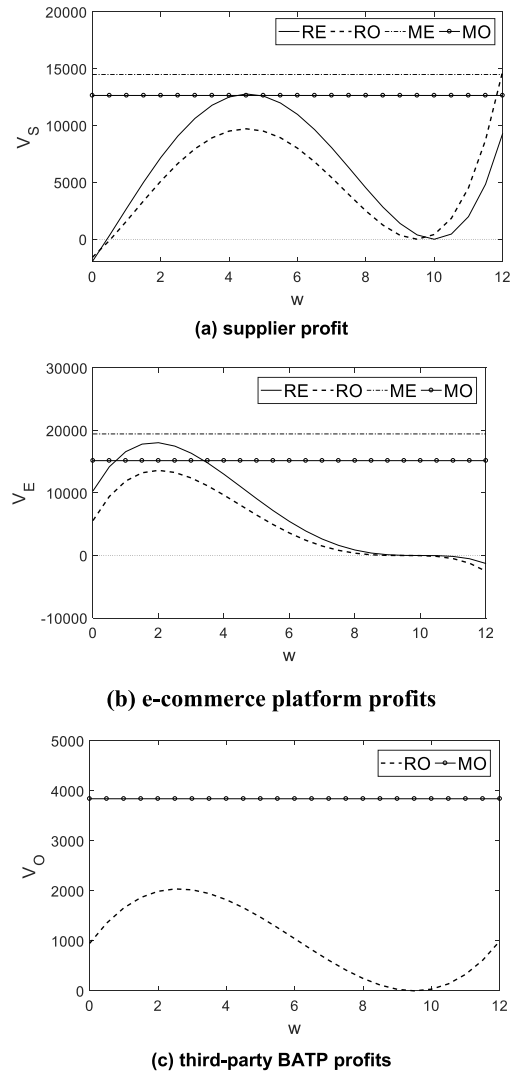 RE RO ME MO
20000
15000
10000
5000
0
V_S
0 2 4 6 8 10 12
w
(a) supplier profit
RE RO ME MO
30000
20000
10000
0
-10000
V_E
0 2 4 6 8 10 12
w
(b) e-commerce platform profits
RO MO
5000
4000
3000
2000
1000
0
V_O
0 2 4 6 8 10 12
w
(c) third-party BATP profits